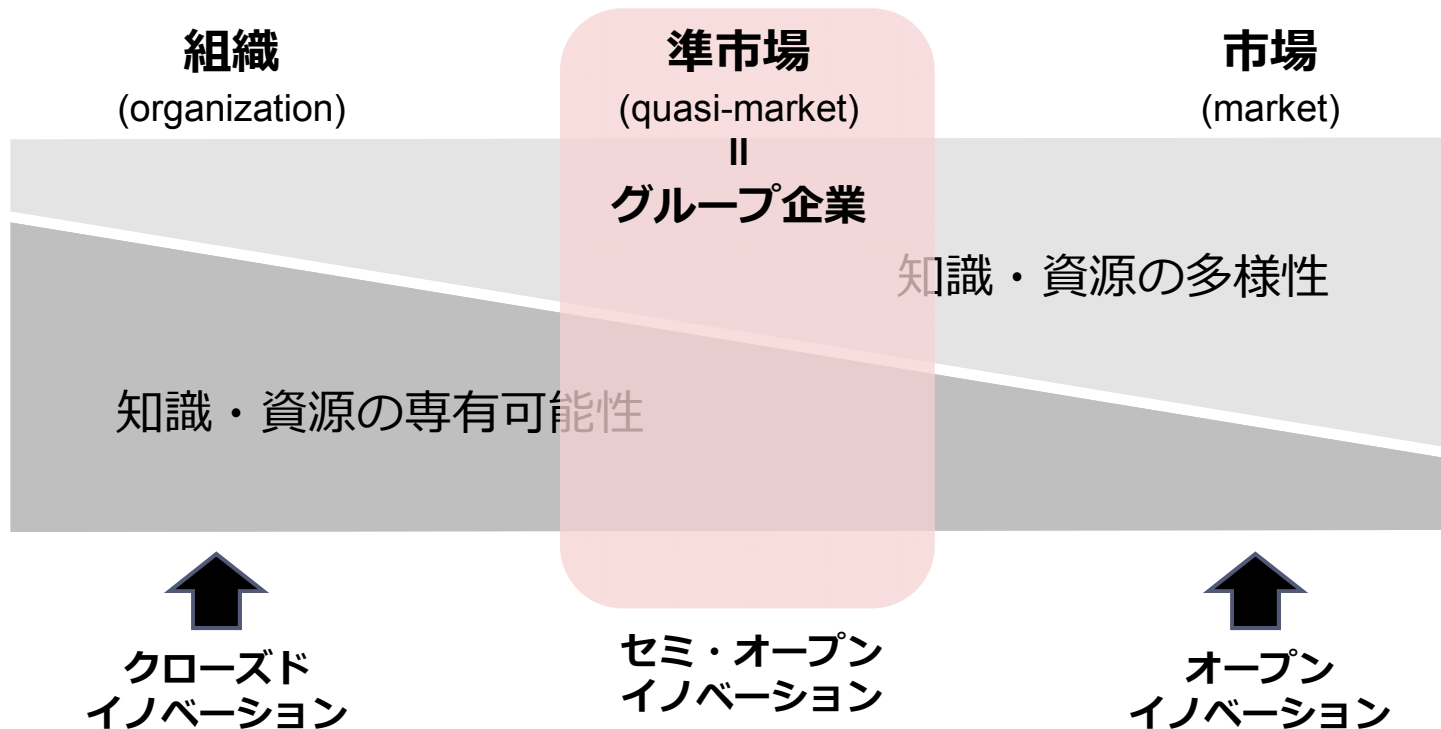 組織
(organization)
準市場
(quasi-market)
=
グループ企業
市場
(market)
知識・資源の多様性
知識・資源の専有可能性
クローズド
イノベーション
セミ・オープン
イノベーション
オープン
イノベーション